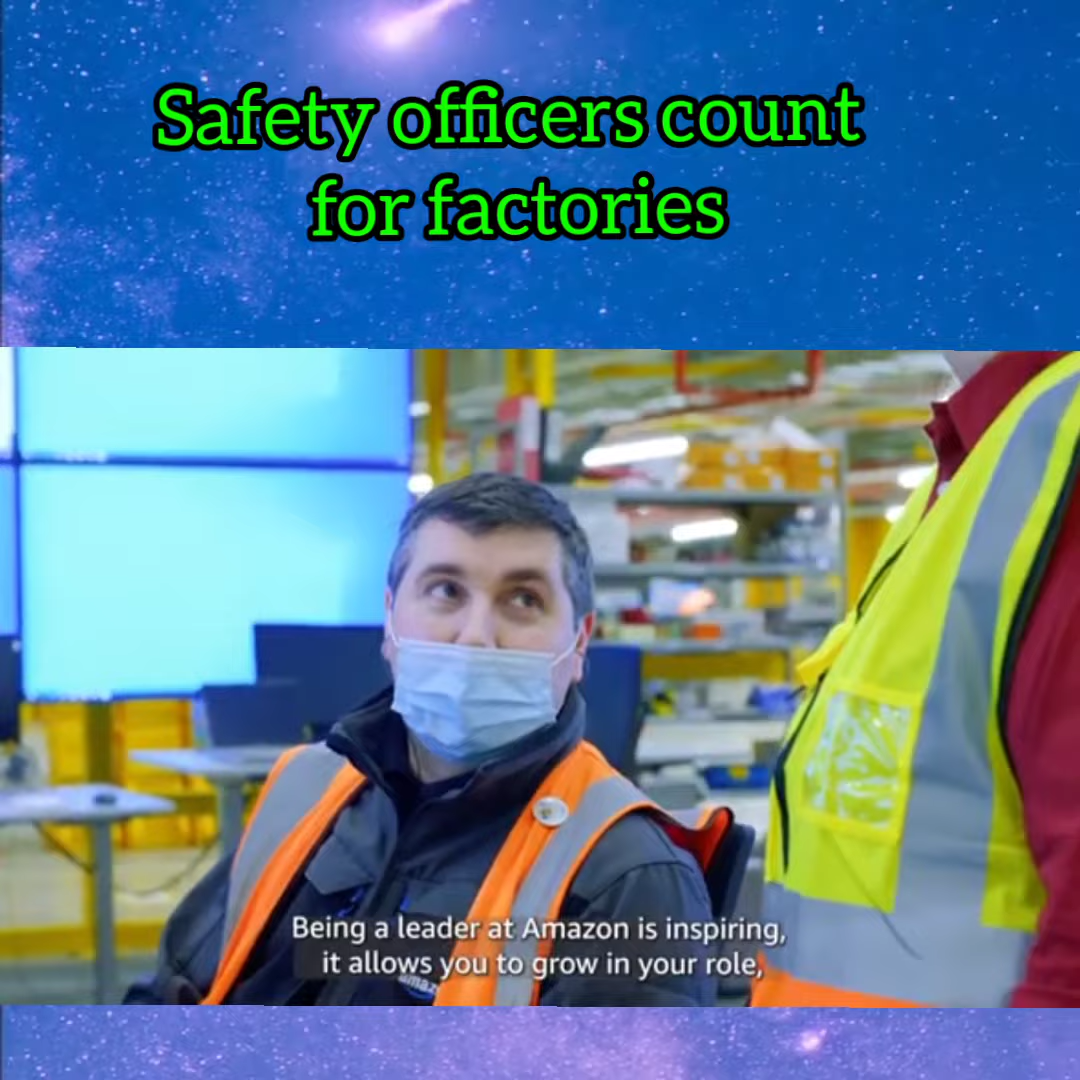 Safety officers count
for factories
Being a leader at Amazon is inspiring,
it allows you to grow in your role,